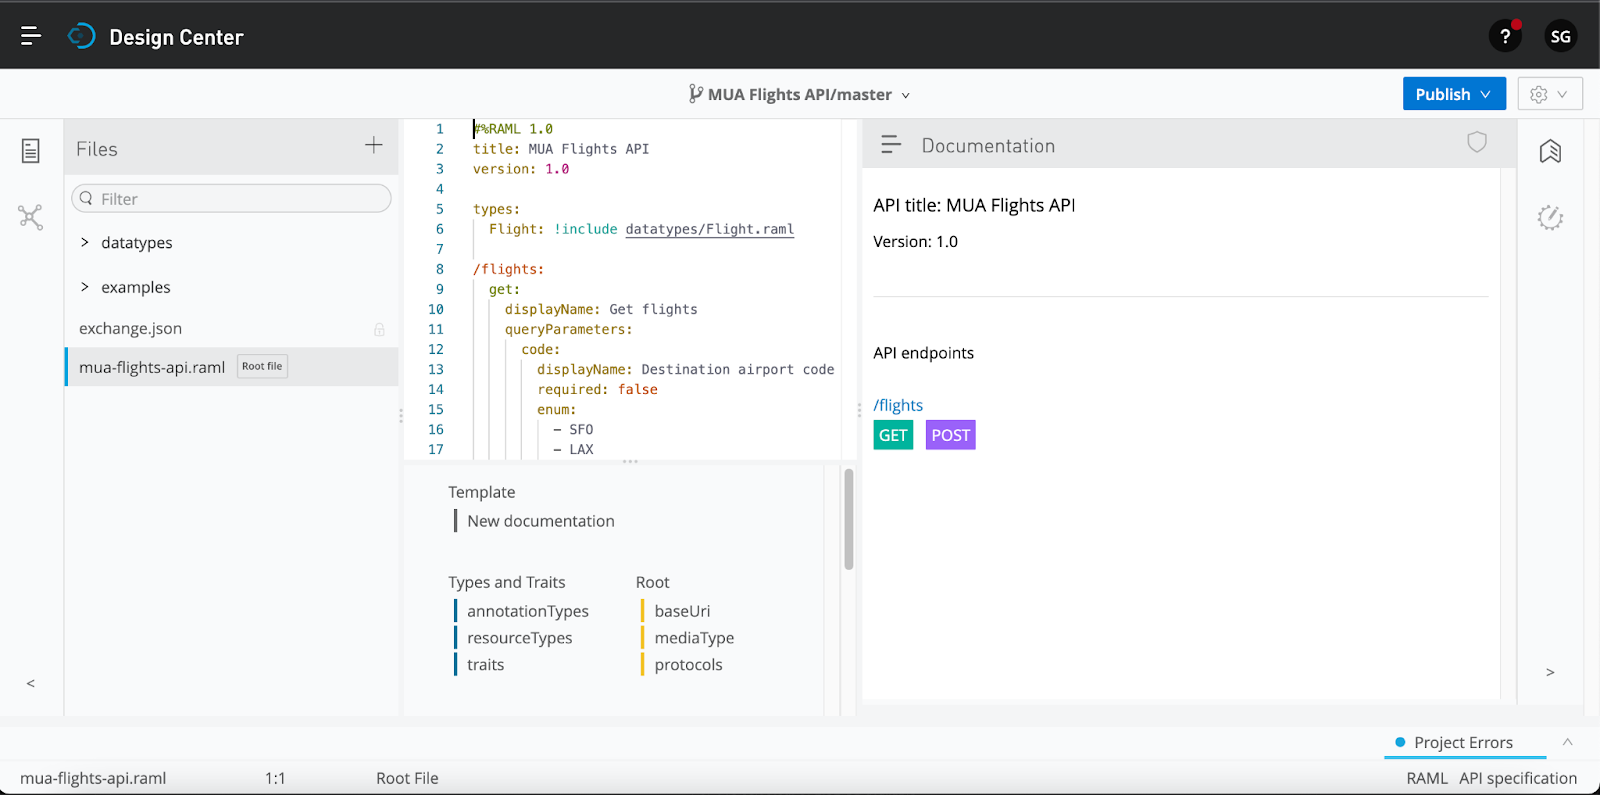 Design Center
?
SG
MUA Flights API/master
Publish
Files
Filter
datatypes
examples
exchange.json
mua-flights-api.raml Root file
1 #%RAML 1.0
2 title: MUA Flights API
3 version: 1.0
4
5 types:
6 Flight: !include datatypes/Flight.raml
7
8 /flights:
9 get:
10 displayName: Get flights
11 queryParameters:
12 code:
13 displayName: Destination airport code
14 required: false
15 enum:
16 – SFO
17 – LAX
Template
New documentation
Types and Traits
annotationTypes
resourceTypes
traits
Root
baseUri
mediaType
protocols
Documentation
API title: MUA Flights API
Version: 1.0
API endpoints
/flights
GET POST
Project Errors
mua-flights-api.raml 1:1 Root File RAML API specification